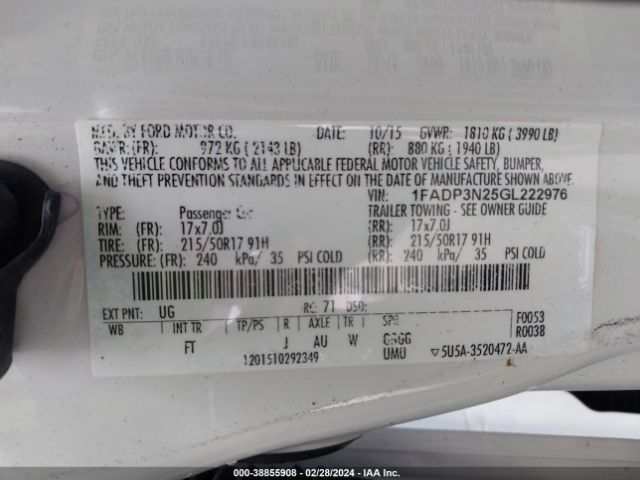 MFD. BY FORD MOTOR CO. DATE: 10/15 GVWR: 1810 KG ( 3990 LB)
GAWR: (FR): 972 KG ( 2143 LB) (RR): 880 KG ( 1940 LB)
THIS VEHICLE CONFORMS TO ALL APPLICABLE FEDERAL MOTOR VEHICLE SAFETY, BUMPER,
AND THEFT PREVENTION STANDARDS IN EFFECT ON THE DATE OF MANUFACTURE SHOWN ABOVE.
VIN: 1FADP3N25GL222976
TYPE: Passenger Car TRAILER TOWING - SEE OWNER GUIDE
RIM: (FR): 17x7.0J (RR): 17x7.0J
TIRE: (FR): 215/50R17 91H (RR): 215/50R17 91H
PRESSURE: (FR): 240 kPa/ 35 PSI COLD (RR): 240 kPa/ 35 PSI COLD
EXT PNT: UG RC: 71 DSO: F0053
WB INT TR TP/PS R AXLE TR SPR R0038
FT J AU W GSGG
1201510292349 UMU 5U5A-3520472-AA
000-38855908 - 02/28/2024 - IAA Inc.